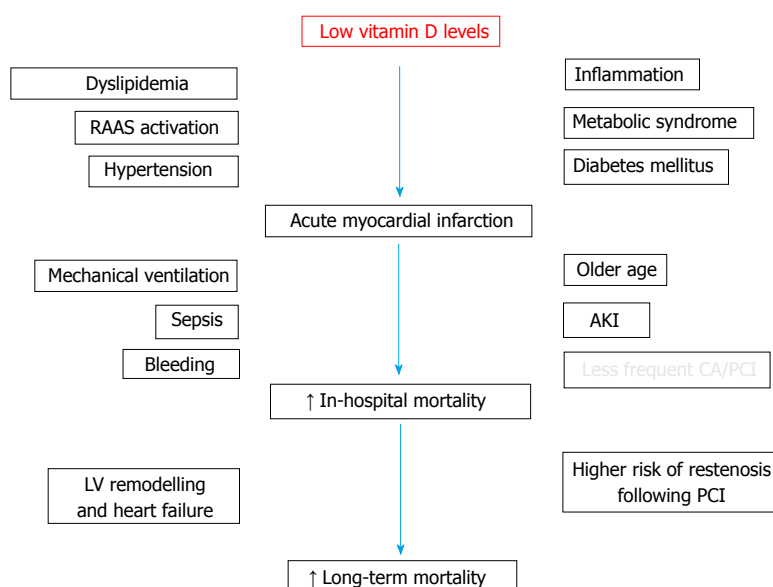 Low vitamin D levels
Dyslipidemia
Inflammation
RAAS activation
Metabolic syndrome
Hypertension
Diabetes mellitus
Acute myocardial infarction
Mechanical ventilation
Older age
Sepsis
AKI
Bleeding
Less frequent CA/PCI
↑ In-hospital mortality
LV remodelling
and heart failure
Higher risk of restenosis
following PCI
↑ Long-term mortality